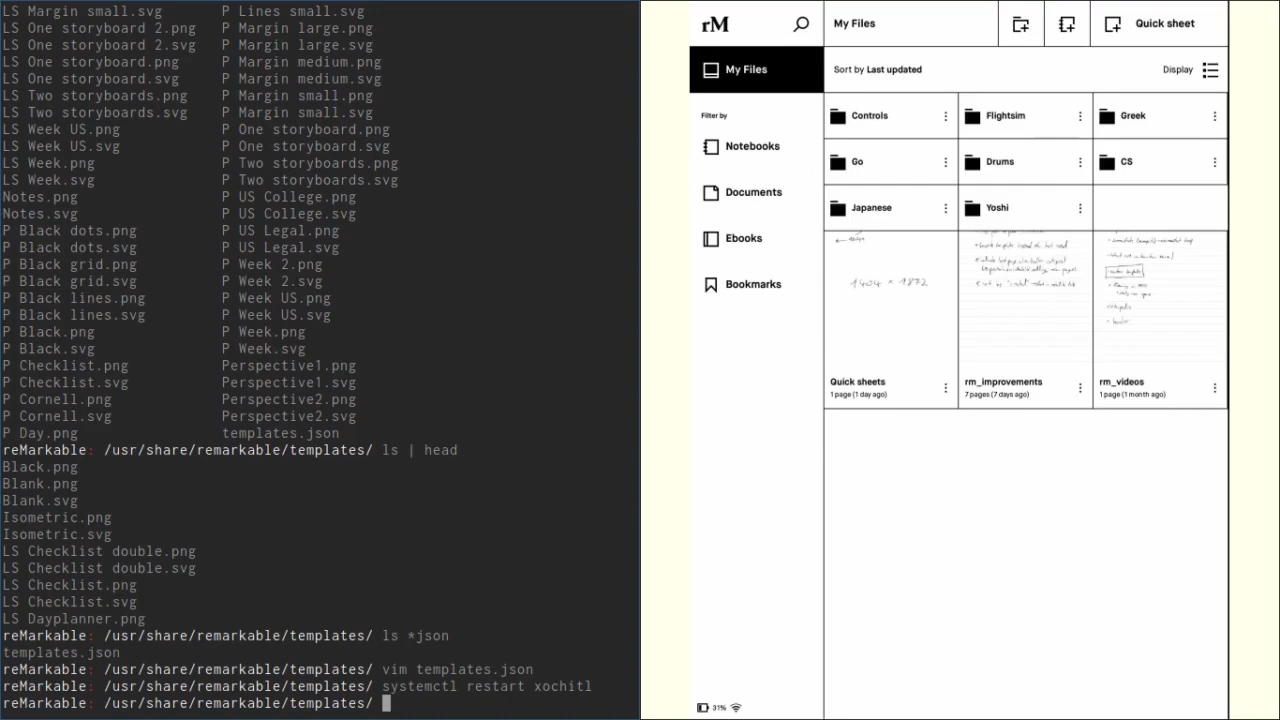 LS Margin small.svg P Lines small.svg
LS One storyboard 2.png P Margin large.png
LS One storyboard 2.svg P Margin large.svg
LS One storyboard.png P Margin medium.png
LS One storyboard.svg P Margin medium.svg
LS Two storyboards.png P Margin small.png
LS Two storyboards.svg P Margin small.svg
LS Week US.png P One storyboard.png
LS Week US.svg P One storyboard.svg
LS Week.png P Two storyboards.png
LS Week.svg P Two storyboards.svg
Notes.png P US College.png
Notes.svg P US College.svg
P Black dots.png P US Legal.png
P Black dots.svg P US Legal.svg
P Black grid.png P Week 2.png
P Black grid.svg P Week 2.svg
P Black lines.png P Week US.png
P Black lines.svg P Week US.svg
P Black.png P Week.png
P Black.svg P Week.svg
P Checklist.png Perspective1.png
P Checklist.svg Perspective1.svg
P Cornell.png Perspective2.png
P Cornell.svg Perspective2.svg
P Day.png templates.json
reMarkable: /usr/share/remarkable/templates/ ls | head
Black.png
Blank.png
Blank.svg
Isometric.png
Isometric.svg
LS Checklist double.png
LS Checklist double.svg
LS Checklist.png
LS Checklist.svg
LS Dayplanner.png
reMarkable: /usr/share/remarkable/templates/ ls *json
templates.json
reMarkable: /usr/share/remarkable/templates/ vim templates.json
reMarkable: /usr/share/remarkable/templates/ systemctl restart xochitl
reMarkable: /usr/share/remarkable/templates/
rM
My Files
Filter by
Notebooks
Documents
Ebooks
Bookmarks
31%
My Files Quick sheet
Sort by Last updated Display
Controls Flightsim Greek
Go Drums CS
Japanese Yoshi
1404 × 1872
Quick sheets rm_improvements rm_videos
1 page (1 day ago) 7 pages (7 days ago) 1 page (1 month ago)